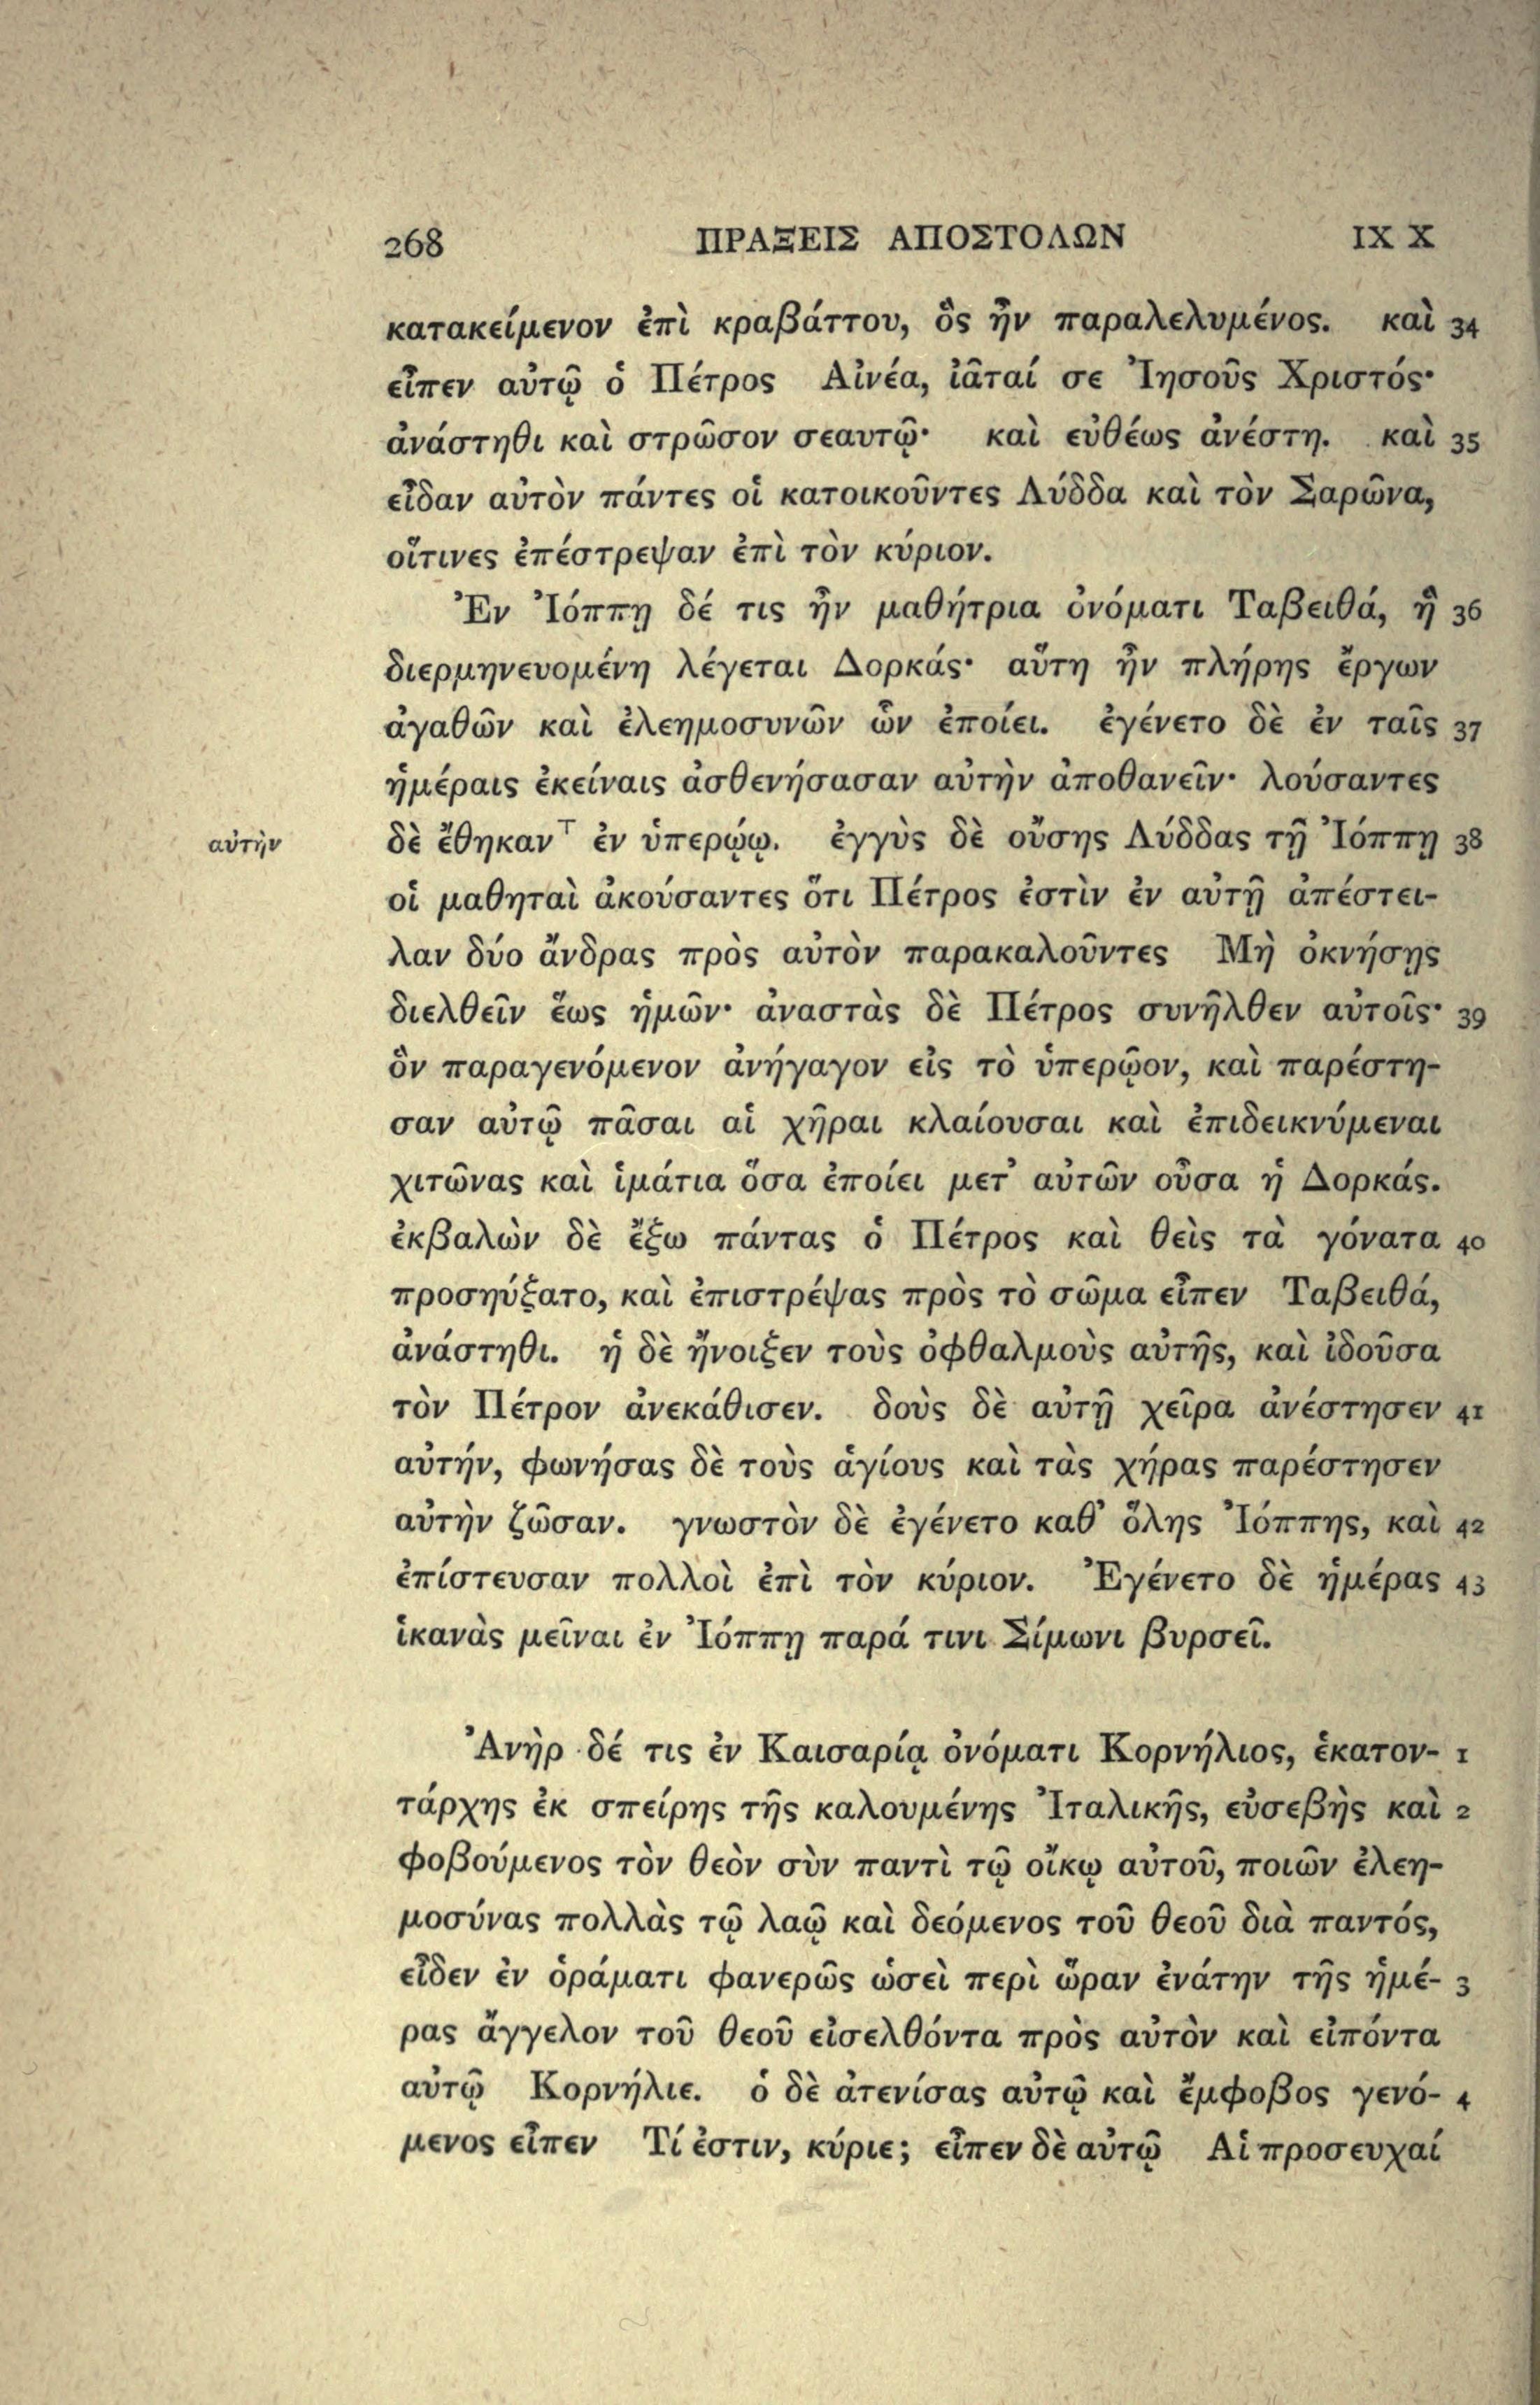 268 ΠΡΑΞΕΙΣ ΑΠΟΣΤΟΛΩΝ IX X
κατακείμενον ἐπὶ κραβάττου, ὃς ἦν παραλελυμένος. καὶ 34
εἶπεν αὐτῷ ὁ Πέτρος Αἰνέα, ἰᾶταί σε Ἰησοῦς Χριστός·
ἀνάστηθι καὶ στρῶσον σεαυτῷ· καὶ εὐθέως ἀνέστη. καὶ 35
εἶδαν αὐτὸν πάντες οἱ κατοικοῦντες Λύδδα καὶ τὸν Σαρῶνα,
οἵτινες ἐπέστρεψαν ἐπὶ τὸν κύριον.
Ἐν Ἰόππῃ δέ τις ἦν μαθήτρια ὀνόματι Ταβειθά, ἣ 36
διερμηνευομένη λέγεται Δορκάς· αὕτη ἦν πλήρης ἔργων
ἀγαθῶν καὶ ἐλεημοσυνῶν ὧν ἐποίει. ἐγένετο δὲ ἐν ταῖς 37
ἡμέραις ἐκείναις ἀσθενήσασαν αὐτὴν ἀποθανεῖν· λούσαντες
αὐτὴν δὲ ἔθηκαν⊤ ἐν ὑπερῴῳ. ἐγγὺς δὲ οὔσης Λύδδας τῇ Ἰόππῃ 38
οἱ μαθηταὶ ἀκούσαντες ὅτι Πέτρος ἐστὶν ἐν αὐτῇ ἀπέστει-
λαν δύο ἄνδρας πρὸς αὐτὸν παρακαλοῦντες Μὴ ὀκνήσῃς
διελθεῖν ἕως ἡμῶν· ἀναστὰς δὲ Πέτρος συνῆλθεν αὐτοῖς· 39
ὃν παραγενόμενον ἀνήγαγον εἰς τὸ ὑπερῷον, καὶ παρέστη-
σαν αὐτῷ πᾶσαι αἱ χῆραι κλαίουσαι καὶ ἐπιδεικνύμεναι
χιτῶνας καὶ ἱμάτια ὅσα ἐποίει μετ᾽ αὐτῶν οὖσα ἡ Δορκάς.
ἐκβαλὼν δὲ ἔξω πάντας ὁ Πέτρος καὶ θεὶς τὰ γόνατα 40
προσηύξατο, καὶ ἐπιστρέψας πρὸς τὸ σῶμα εἶπεν Ταβειθά,
ἀνάστηθι. ἡ δὲ ἤνοιξεν τοὺς ὀφθαλμοὺς αὐτῆς, καὶ ἰδοῦσα
τὸν Πέτρον ἀνεκάθισεν. δοὺς δὲ αὐτῇ χεῖρα ἀνέστησεν 41
αὐτήν, φωνήσας δὲ τοὺς ἁγίους καὶ τὰς χήρας παρέστησεν
αὐτὴν ζῶσαν. γνωστὸν δὲ ἐγένετο καθ᾽ ὅλης Ἰόππης, καὶ 42
ἐπίστευσαν πολλοὶ ἐπὶ τὸν κύριον. Ἐγένετο δὲ ἡμέρας 43
ἱκανὰς μεῖναι ἐν Ἰόππῃ παρά τινι Σίμωνι βυρσεῖ.
Ἀνὴρ δέ τις ἐν Καισαρίᾳ ὀνόματι Κορνήλιος, ἑκατον- 1
τάρχης ἐκ σπείρης τῆς καλουμένης Ἰταλικῆς, εὐσεβὴς καὶ 2
φοβούμενος τὸν θεὸν σὺν παντὶ τῷ οἴκῳ αὐτοῦ, ποιῶν ἐλεη-
μοσύνας πολλὰς τῷ λαῷ καὶ δεόμενος τοῦ θεοῦ διὰ παντός,
εἶδεν ἐν ὁράματι φανερῶς ὡσεὶ περὶ ὥραν ἐνάτην τῆς ἡμέ- 3
ρας ἄγγελον τοῦ θεοῦ εἰσελθόντα πρὸς αὐτὸν καὶ εἰπόντα
αὐτῷ Κορνήλιε. ὁ δὲ ἀτενίσας αὐτῷ καὶ ἔμφοβος γενό- 4
μενος εἶπεν Τί ἐστιν, κύριε; εἶπεν δὲ αὐτῷ Αἱ προσευχαί